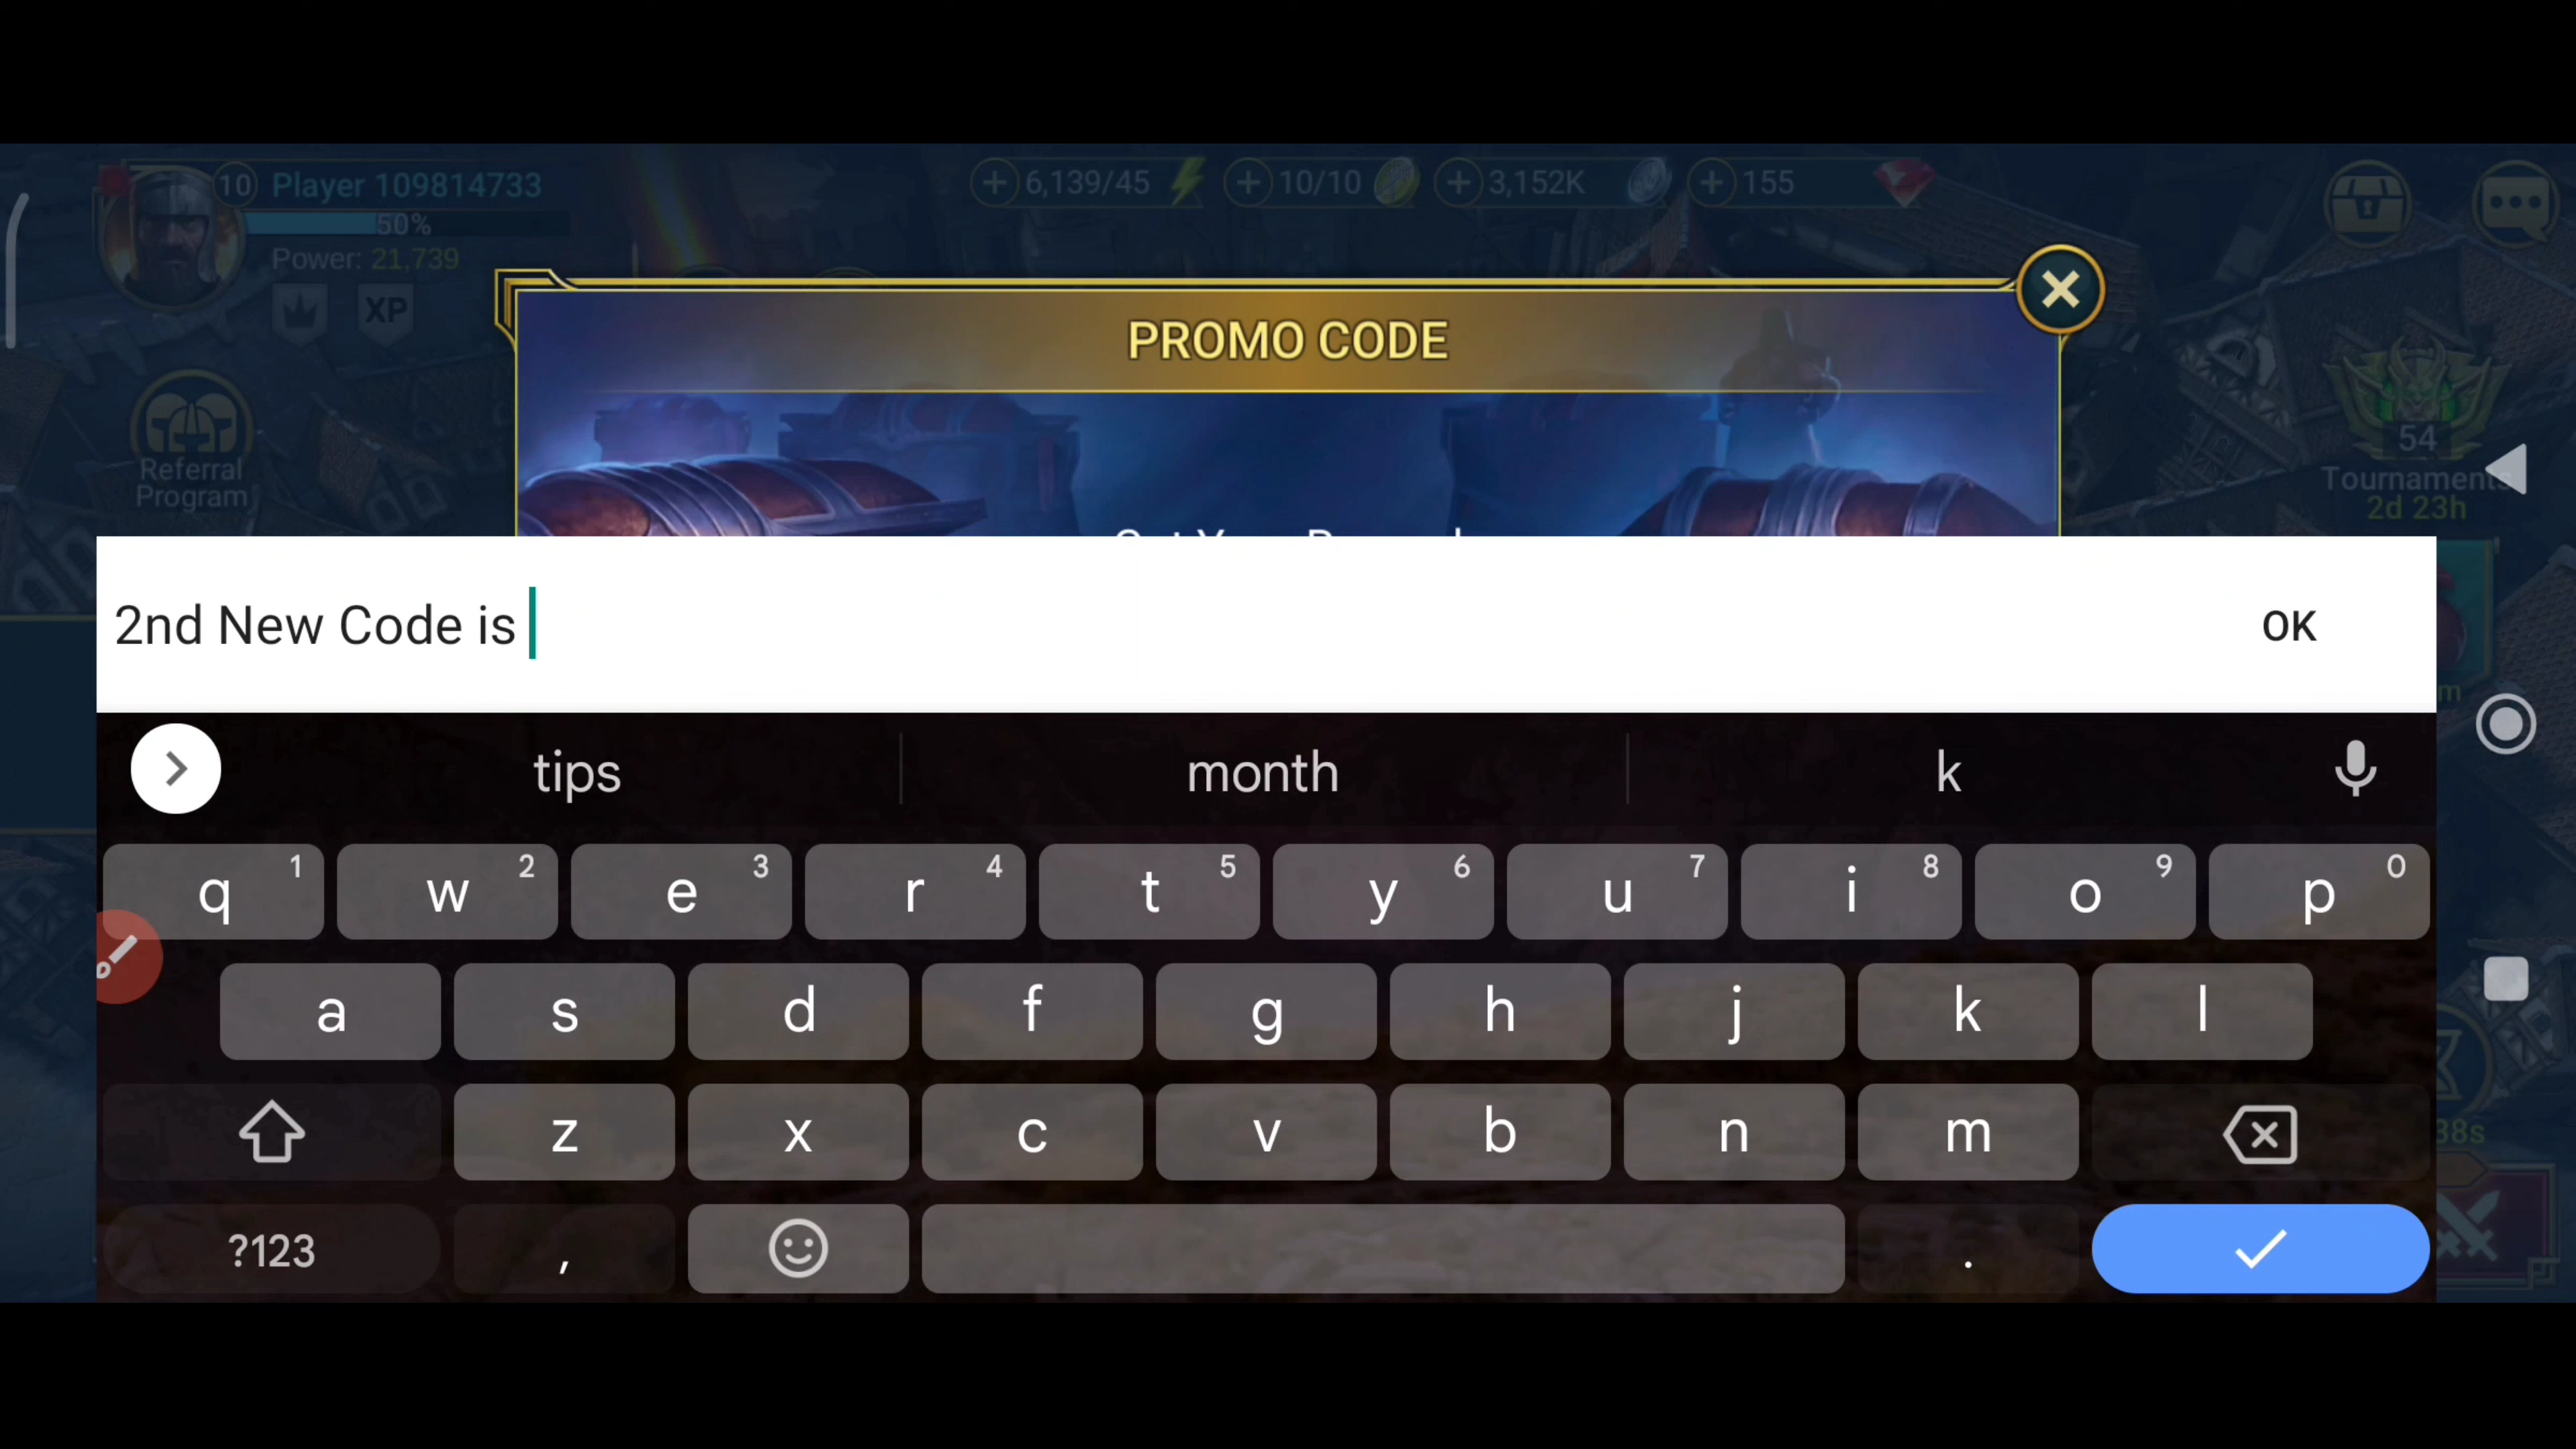 10 Player 109814733
50%
Power: 21,739
XP
6,139/45
10/10
3,152K
155
PROMO CODE
Referral
Program
54
Tournaments
2d 23h
2nd New Code is
OK
tips month k
q 1 w 2 e 3 r 4 t 5 y 6 u 7 i 8 o 9 p 0
a s d f g h j k l
z x c v b n m
38s
?123 , .